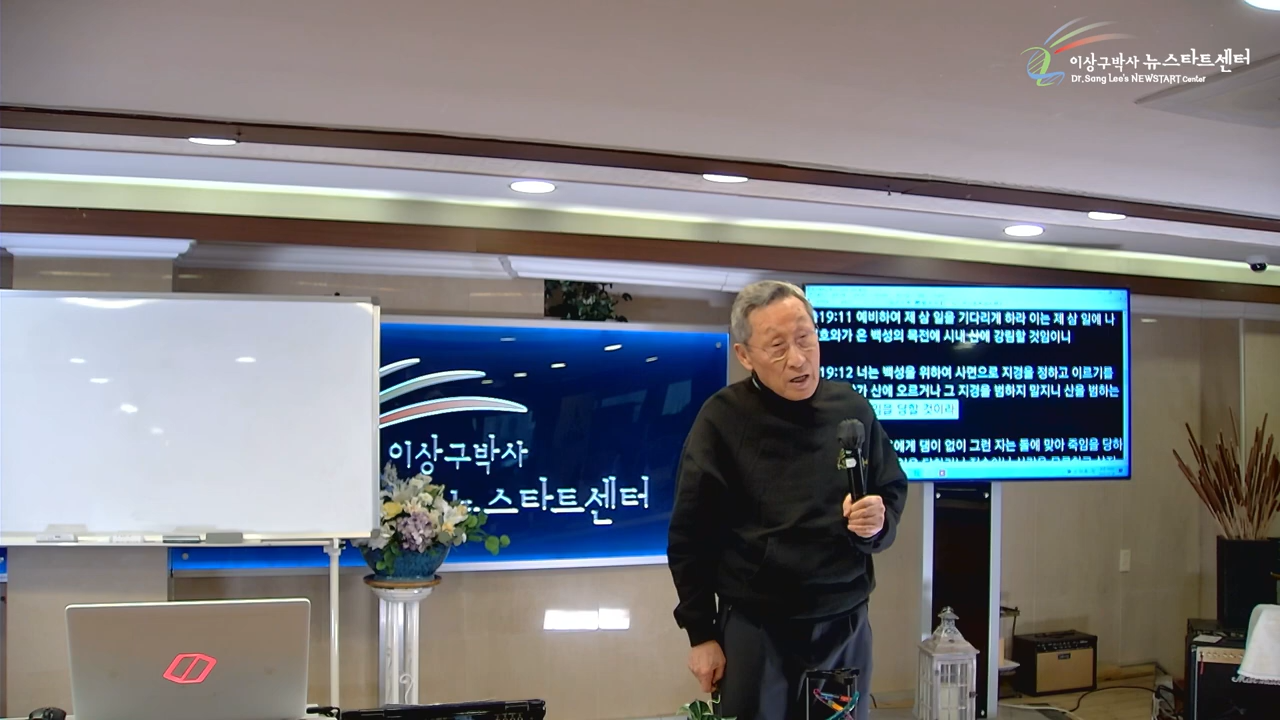 이상구박사 뉴스타트센터
Dr. Sang Lee's NEWSTART Center
19:11 예비하여 제 삼 일을 기다리게 하라 이는 제 삼 일에 나
호와가 온 백성의 목전에 시내 산에 강림할 것임이니
19:12 너는 백성을 위하여 사면으로 지경을 정하고 이르기를
산에 오르거나 그 지경을 범하지 말지니 산을 범하는
당할 것이라
에게 댐이 없이 그런 자는 돌에 맞아 죽임을 당하
이상구박사
뉴스타트센터